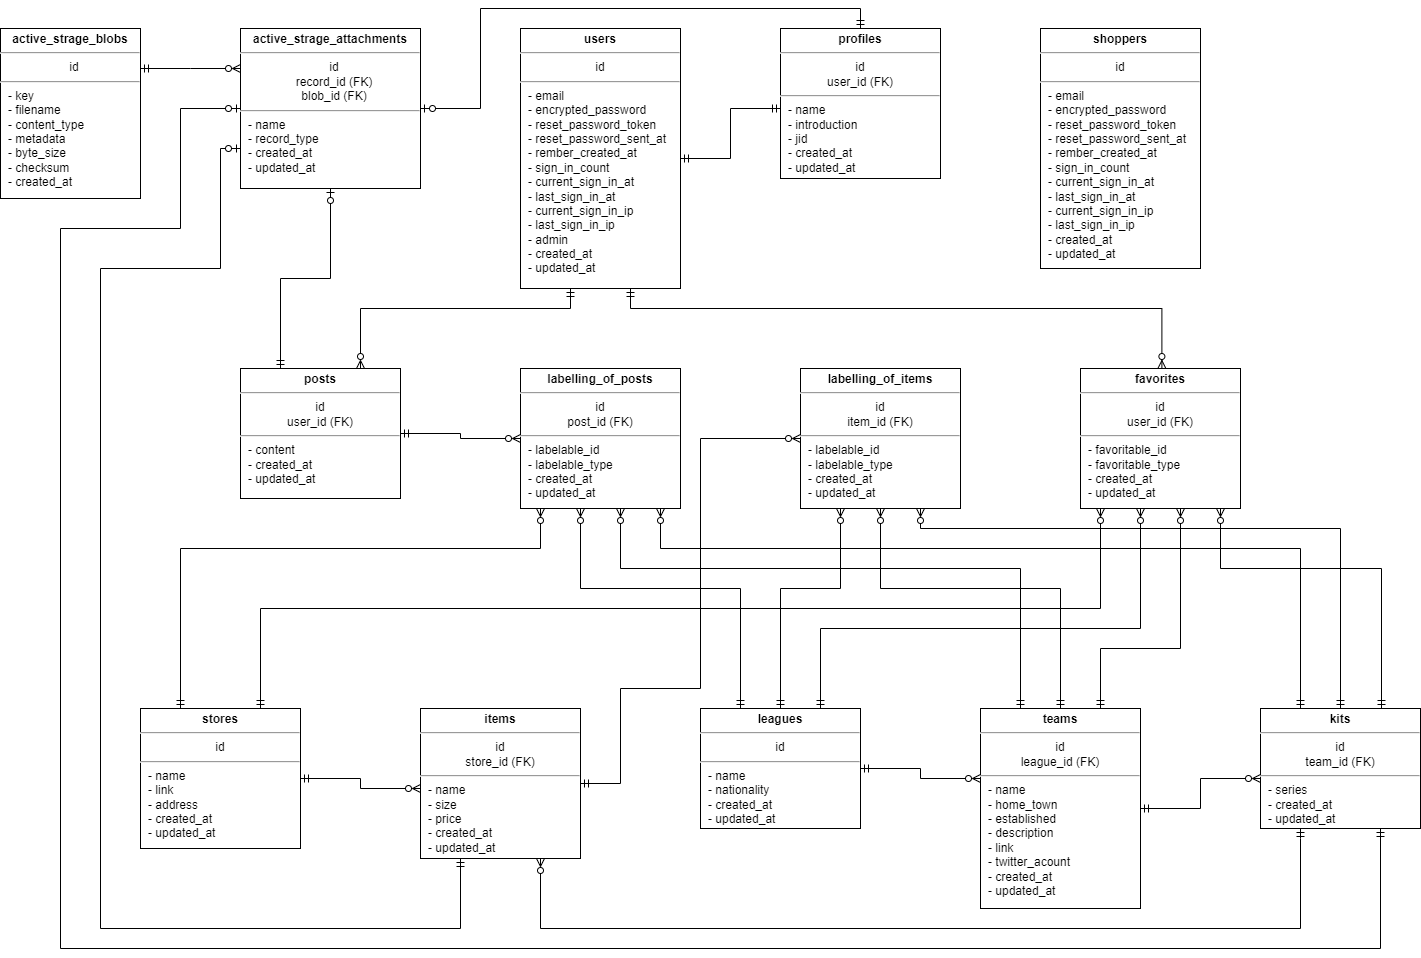 active_strage_blobs
id
- key
- filename
- content_type
- metadata
- byte_size
- checksum
- created_at
active_strage_attachments
id
record_id (FK)
blob_id (FK)
- name
- record_type
- created_at
- updated_at
users
id
- email
- encrypted_password
- reset_password_token
- reset_password_sent_at
- rember_created_at
- sign_in_count
- current_sign_in_at
- last_sign_in_at
- current_sign_in_ip
- last_sign_in_ip
- admin
- created_at
- updated_at
profiles
id
user_id (FK)
- name
- introduction
- jid
- created_at
- updated_at
shoppers
id
- email
- encrypted_password
- reset_password_token
- reset_password_sent_at
- rember_created_at
- sign_in_count
- current_sign_in_at
- last_sign_in_at
- current_sign_in_ip
- last_sign_in_ip
- created_at
- updated_at
posts
id
user_id (FK)
- content
- created_at
- updated_at
labelling_of_posts
id
post_id (FK)
- labelable_id
- labelable_type
- created_at
- updated_at
labelling_of_items
id
item_id (FK)
- labelable_id
- labelable_type
- created_at
- updated_at
favorites
id
user_id (FK)
- favoritable_id
- favoritable_type
- created_at
- updated_at
stores
id
- name
- link
- address
- created_at
- updated_at
items
id
store_id (FK)
- name
- size
- price
- created_at
- updated_at
leagues
id
- name
- nationality
- created_at
- updated_at
teams
id
league_id (FK)
- name
- home_town
- established
- description
- link
- twitter_acount
- created_at
- updated_at
kits
id
team_id (FK)
- series
- created_at
- updated_at